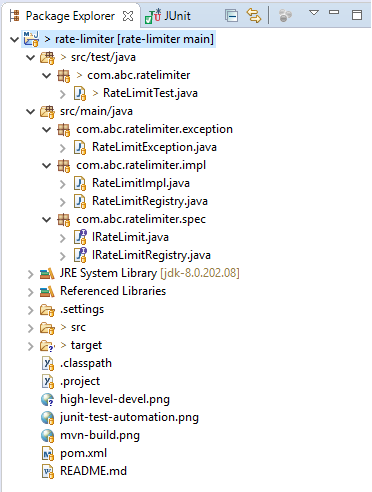 Package Explorer JUnit
> rate-limiter [rate-limiter main]
> src/test/java
> com.abc.ratelimiter
> RateLimitTest.java
src/main/java
com.abc.ratelimiter.exception
RateLimitException.java
com.abc.ratelimiter.impl
RateLimitImpl.java
RateLimitRegistry.java
com.abc.ratelimiter.spec
IRateLimit.java
IRateLimitRegistry.java
JRE System Library [jdk-8.0.202.08]
Referenced Libraries
.settings
> src
> target
.classpath
.project
high-level-devel.png
junit-test-automation.png
mvn-build.png
pom.xml
README.md